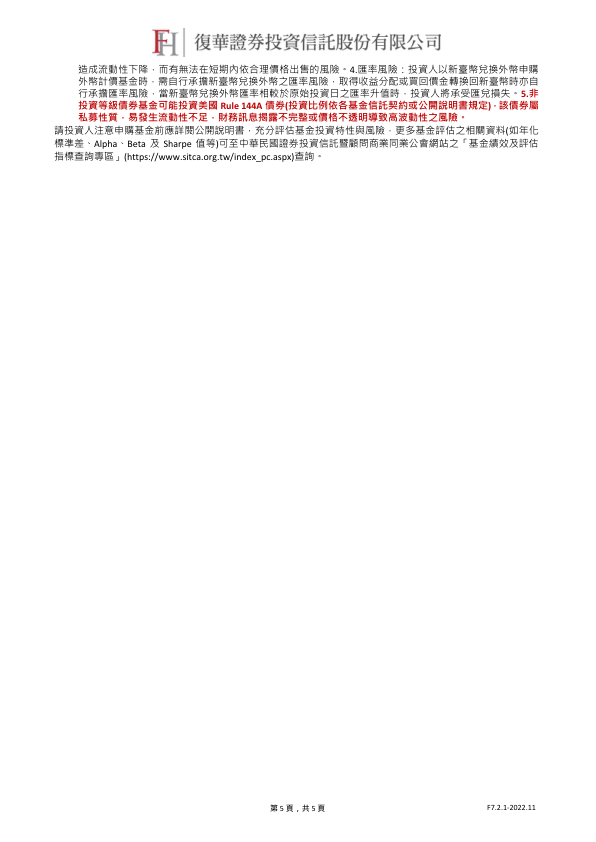 FH 復華證券投資信託股份有限公司
造成流動性下降，而有無法在短期內依合理價格出售的風險。4.匯率風險：投資人以新臺幣兌換外幣申購
外幣計價基金時，需自行承擔新臺幣兌換外幣之匯率風險，取得收益分配或買回價金轉換回新臺幣時亦自
行承擔匯率風險，當新臺幣兌換外幣匯率相較於原始投資日之匯率升值時，投資人將承受匯兌損失。5.非
投資等級債券基金可能投資美國 Rule 144A 債券(投資比例依各基金信託契約或公開說明書規定)，該債券屬
私募性質，易發生流動性不足，財務訊息揭露不完整或價格不透明導致高波動性之風險。
請投資人注意申購基金前應詳閱公開說明書，充分評估基金投資特性與風險，更多基金評估之相關資料(如年化
標準差、Alpha、Beta 及 Sharpe 值等)可至中華民國證券投資信託暨顧問商業同業公會網站之「基金績效及評估
指標查詢專區」(https://www.sitca.org.tw/index_pc.aspx)查詢。
第 5 頁，共 5 頁
F7.2.1-2022.11